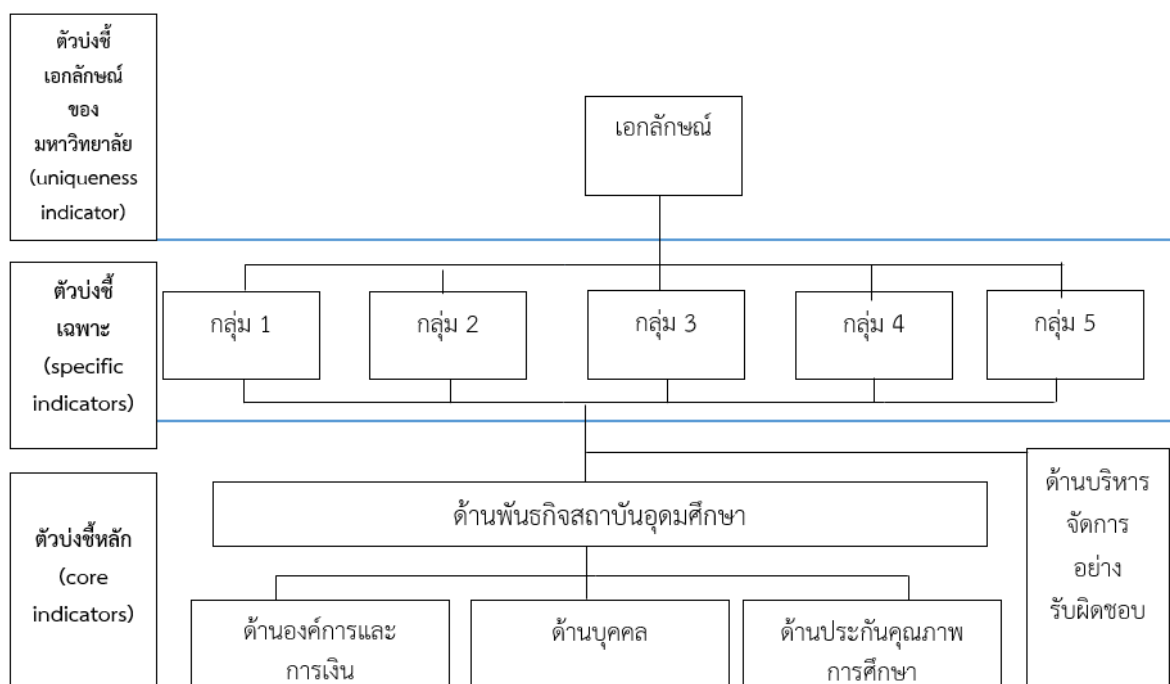 ตัวบ่งชี้
เอกลักษณ์
ของ
มหาวิทยาลัย
(uniqueness
indicator)
เอกลักษณ์
ตัวบ่งชี้
เฉพาะ
(specific
indicators)
กลุ่ม 1
กลุ่ม 2
กลุ่ม 3
กลุ่ม 4
กลุ่ม 5
ตัวบ่งชี้หลัก
(core
indicators)
ด้านพันธกิจสถาบันอุดมศึกษา
ด้านบริหาร
จัดการ
อย่าง
รับผิดชอบ
ด้านองค์การและ
การเงิน
ด้านบุคคล
ด้านประกันคุณภาพ
การศึกษา